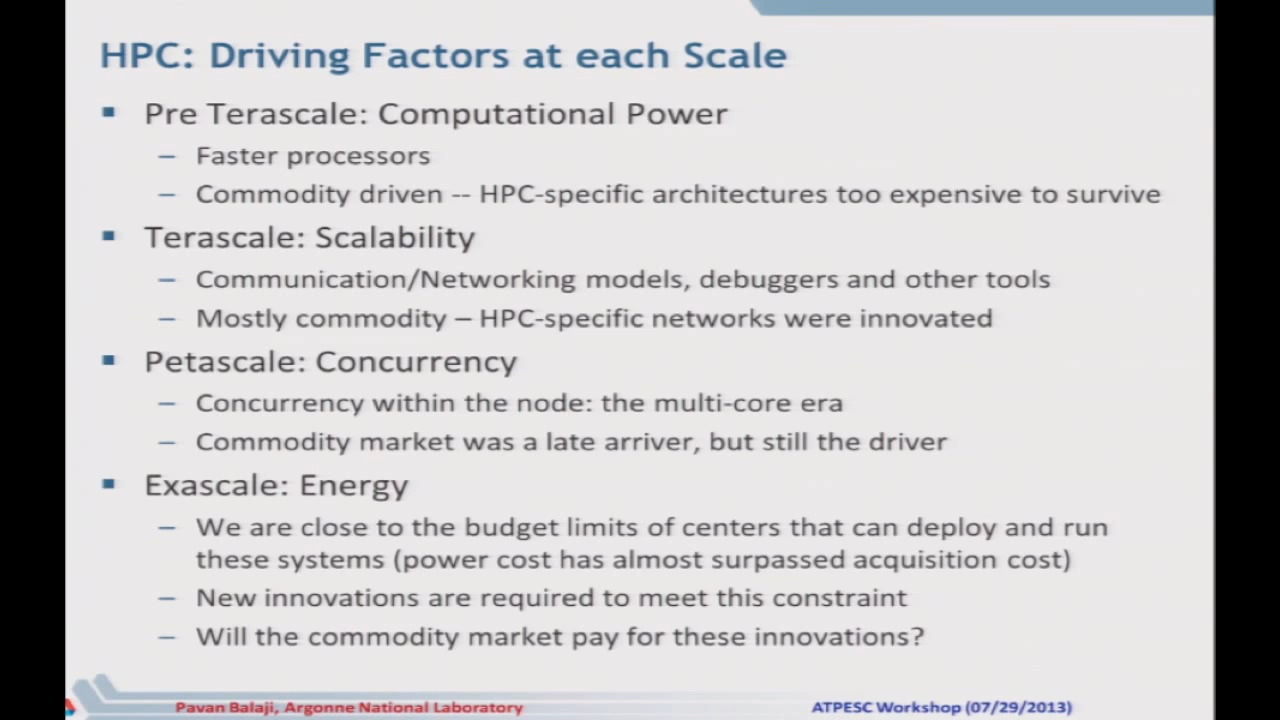 HPC: Driving Factors at each Scale
Pre Terascale: Computational Power
– Faster processors
– Commodity driven -- HPC-specific architectures too expensive to survive
Terascale: Scalability
– Communication/Networking models, debuggers and other tools
– Mostly commodity – HPC-specific networks were innovated
Petascale: Concurrency
– Concurrency within the node: the multi-core era
– Commodity market was a late arriver, but still the driver
Exascale: Energy
– We are close to the budget limits of centers that can deploy and run
these systems (power cost has almost surpassed acquisition cost)
– New innovations are required to meet this constraint
– Will the commodity market pay for these innovations?
Pavan Balaji, Argonne National Laboratory
ATPESC Workshop (07/29/2013)